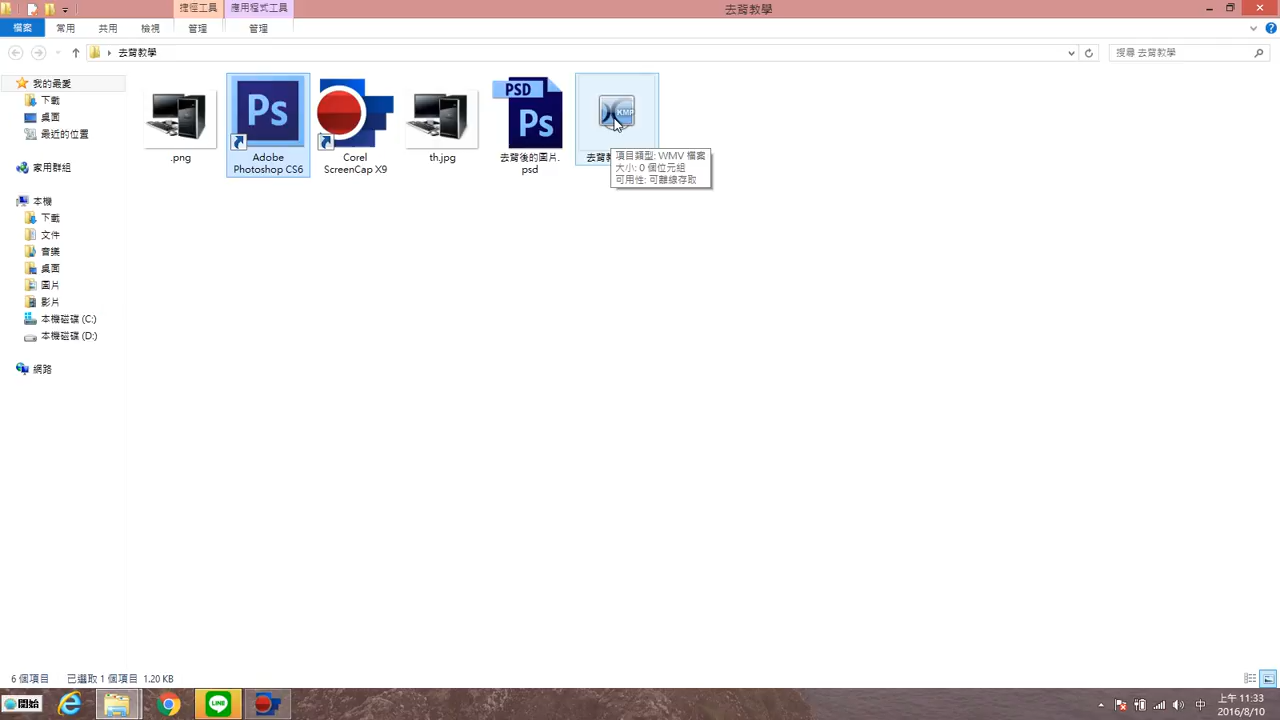 捷徑工具
應用程式工具
去背教學
檔案
常用
共用
檢視
管理
管理
去背教學
搜尋 去背教學
我的最愛
下載
桌面
最近的位置
家用群組
本機
下載
文件
音樂
桌面
圖片
影片
本機磁碟 (C:)
本機磁碟 (D:)
網路
.png
Ps
Adobe
Photoshop CS6
Corel
ScreenCap X9
th.jpg
PSD
Ps
去背後的圖片.
psd
KMP
去背
項目類型: WMV 檔案
大小: 0 個位元組
可用性: 可離線存取
6 個項目
已選取 1 個項目 1.20 KB
開始
LINE
中
上午 11:33
2016/8/10